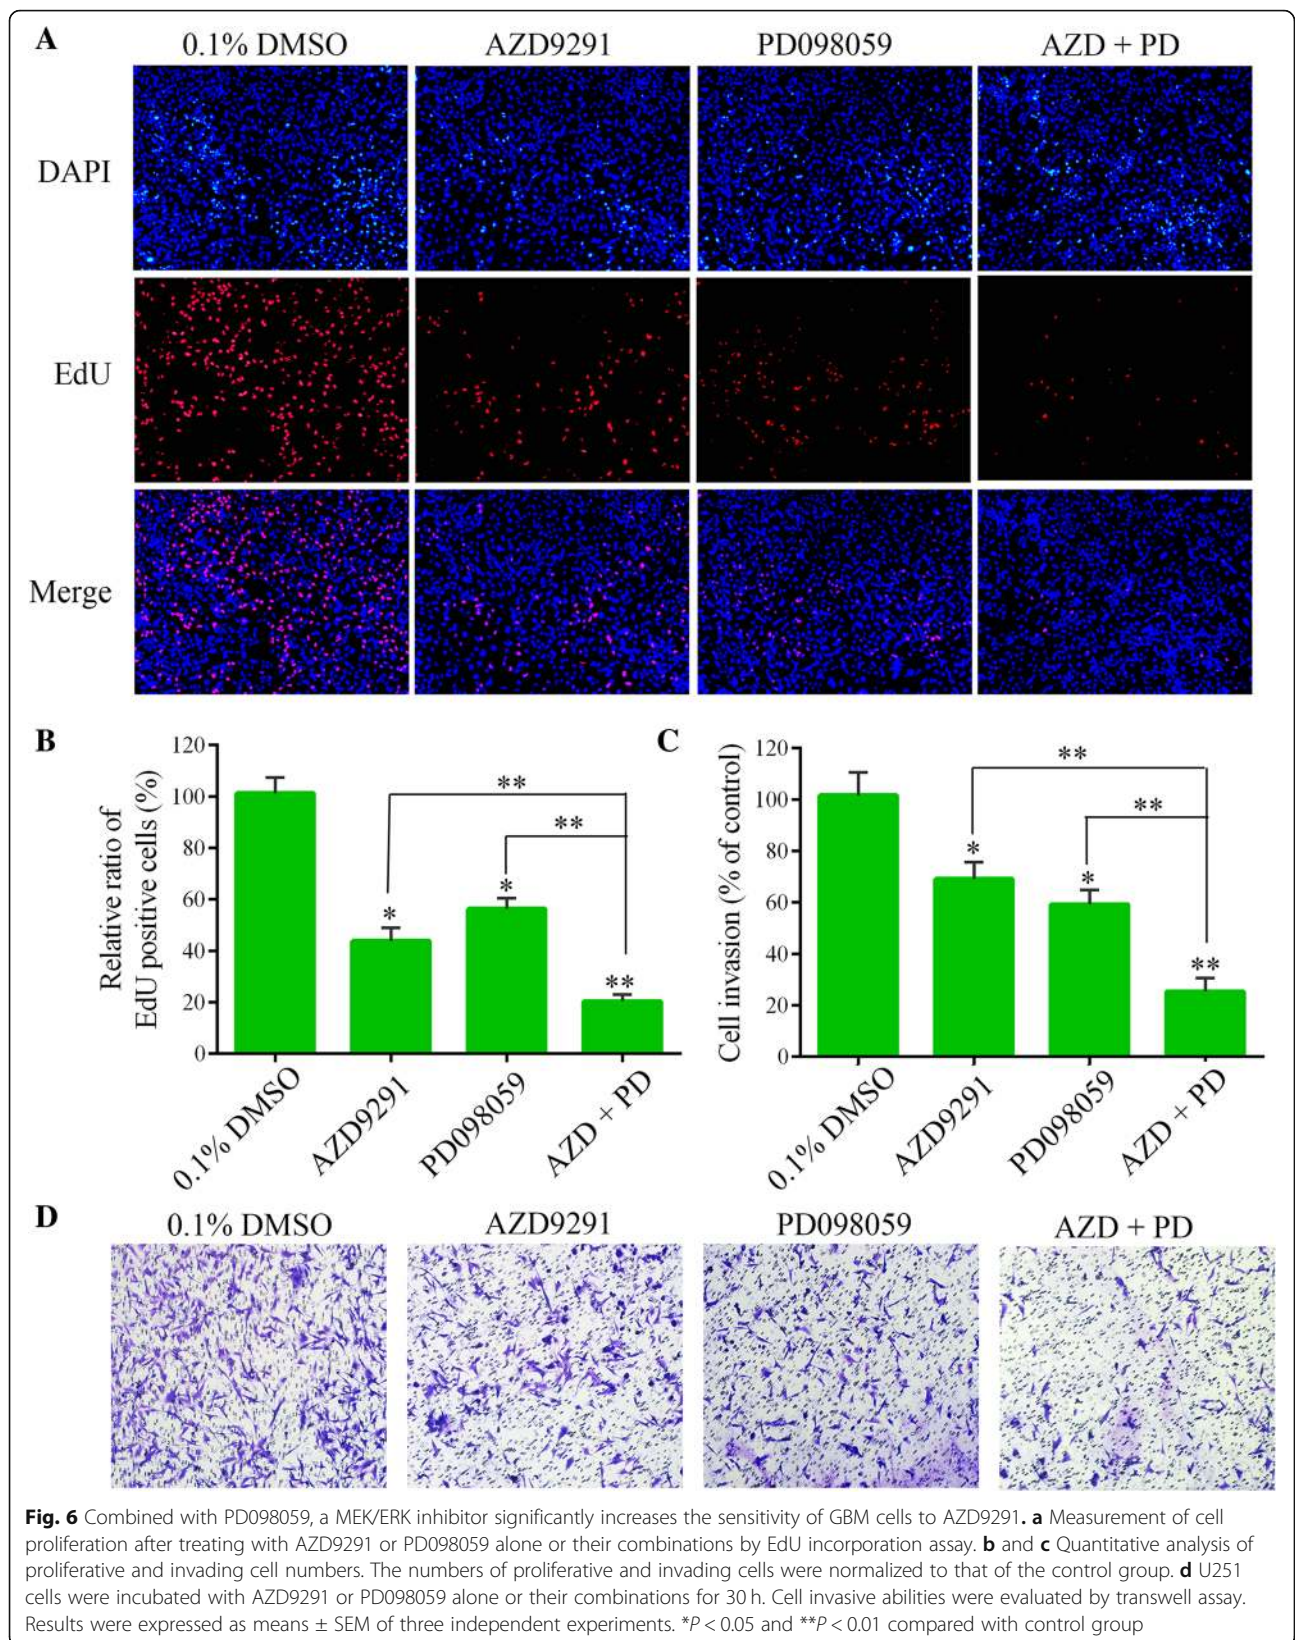 A
0.1% DMSO AZD9291 PD098059 AZD + PD
DAPI
EdU
Merge
B
Relative ratio of
EdU positive cells (%)
120
100
80
60
40
20
0
**
**
*
*
**
0.1% DMSO AZD9291 PD098059 AZD + PD
C
Cell invasion (% of control)
120
100
80
60
40
20
0
**
**
*
*
**
0.1% DMSO AZD9291 PD098059 AZD + PD
D
0.1% DMSO AZD9291 PD098059 AZD + PD
Fig. 6 Combined with PD098059, a MEK/ERK inhibitor significantly increases the sensitivity of GBM cells to AZD9291. a Measurement of cell
proliferation after treating with AZD9291 or PD098059 alone or their combinations by EdU incorporation assay. b and c Quantitative analysis of
proliferative and invading cell numbers. The numbers of proliferative and invading cells were normalized to that of the control group. d U251
cells were incubated with AZD9291 or PD098059 alone or their combinations for 30 h. Cell invasive abilities were evaluated by transwell assay.
Results were expressed as means ± SEM of three independent experiments. *P < 0.05 and **P < 0.01 compared with control group